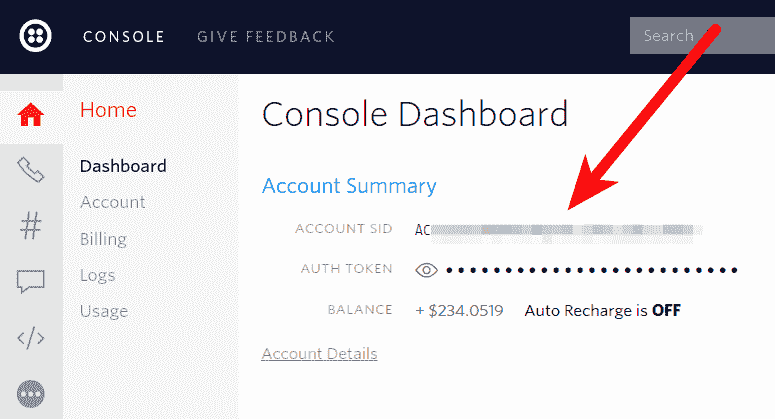 CONSOLE GIVE FEEDBACK Search
Home
Console Dashboard
Dashboard
Account Summary
Account
ACCOUNT SID AC
Billing
AUTH TOKEN ••••••••••••••••••••••••
Logs
BALANCE + $234.0519 Auto Recharge is OFF
Usage
Account Details